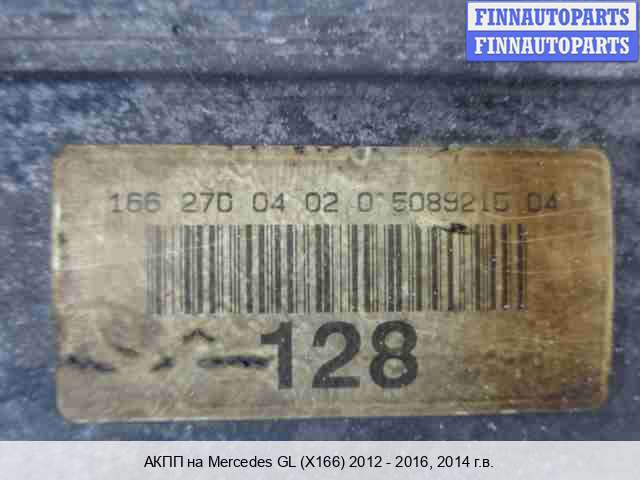 FINNAUTOPARTS
FINNAUTOPARTS
166 270 04 02 0 5089215 04
128
АКПП на Mercedes GL (X166) 2012 - 2016, 2014 г.в.